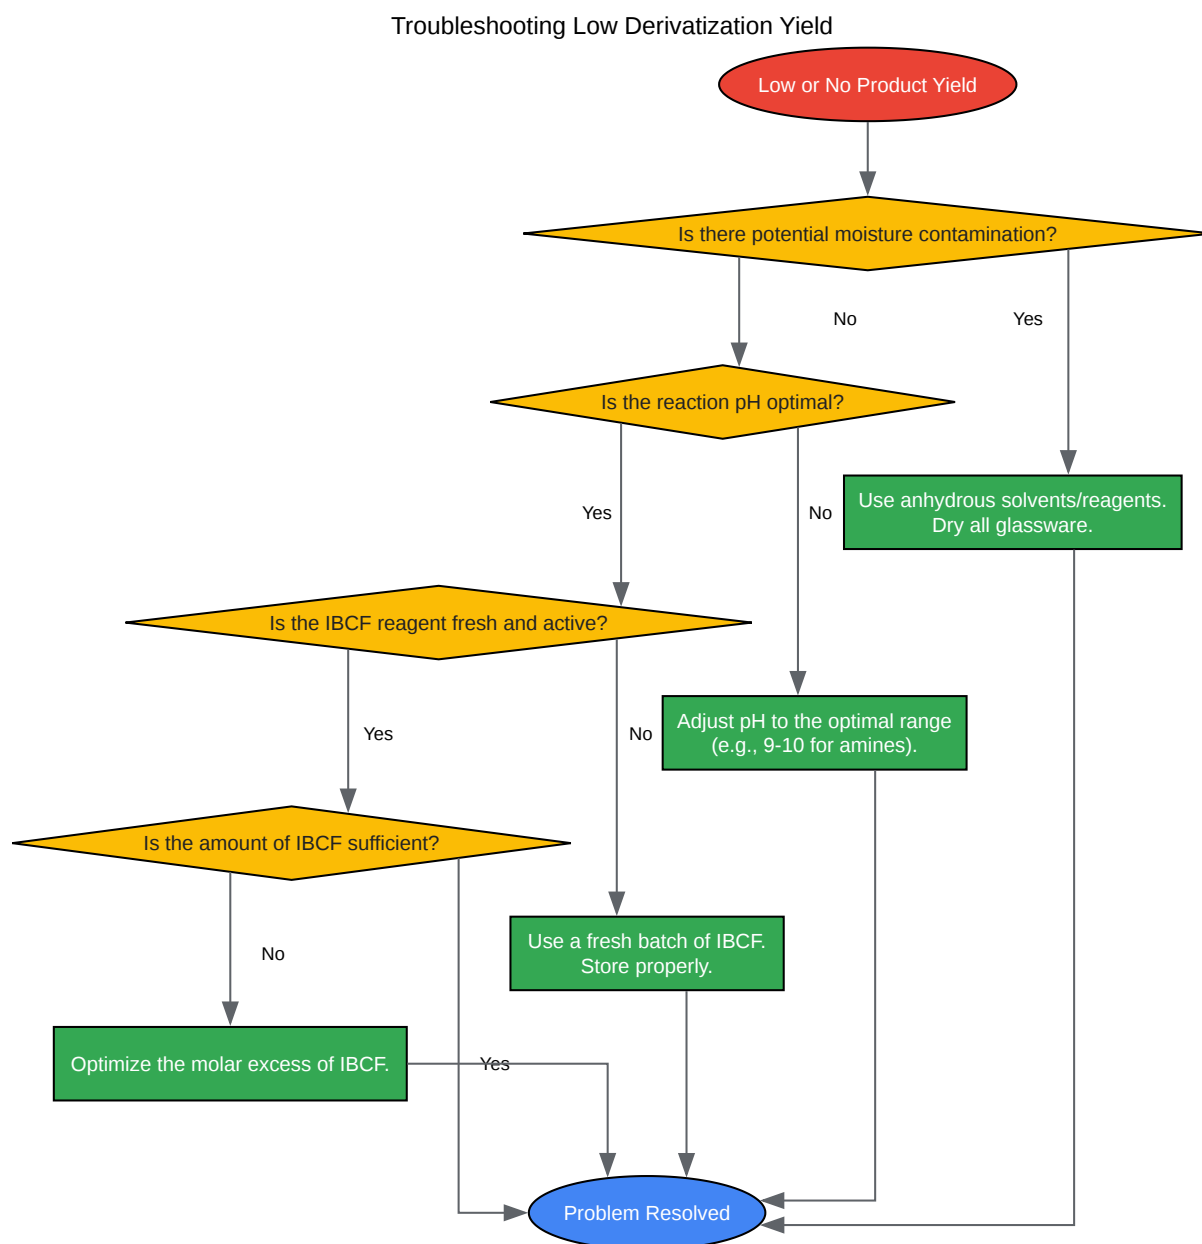 Troubleshooting Low Derivatization Yield
Low or No Product Yield
Is there potential moisture contamination?
No
Yes
Is the reaction pH optimal?
Use anhydrous solvents/reagents.
Dry all glassware.
Yes
No
Is the IBCF reagent fresh and active?
Adjust pH to the optimal range
(e.g., 9-10 for amines).
Yes
No
Is the amount of IBCF sufficient?
Use a fresh batch of IBCF.
Store properly.
No
Optimize the molar excess of IBCF.
Yes
Problem Resolved